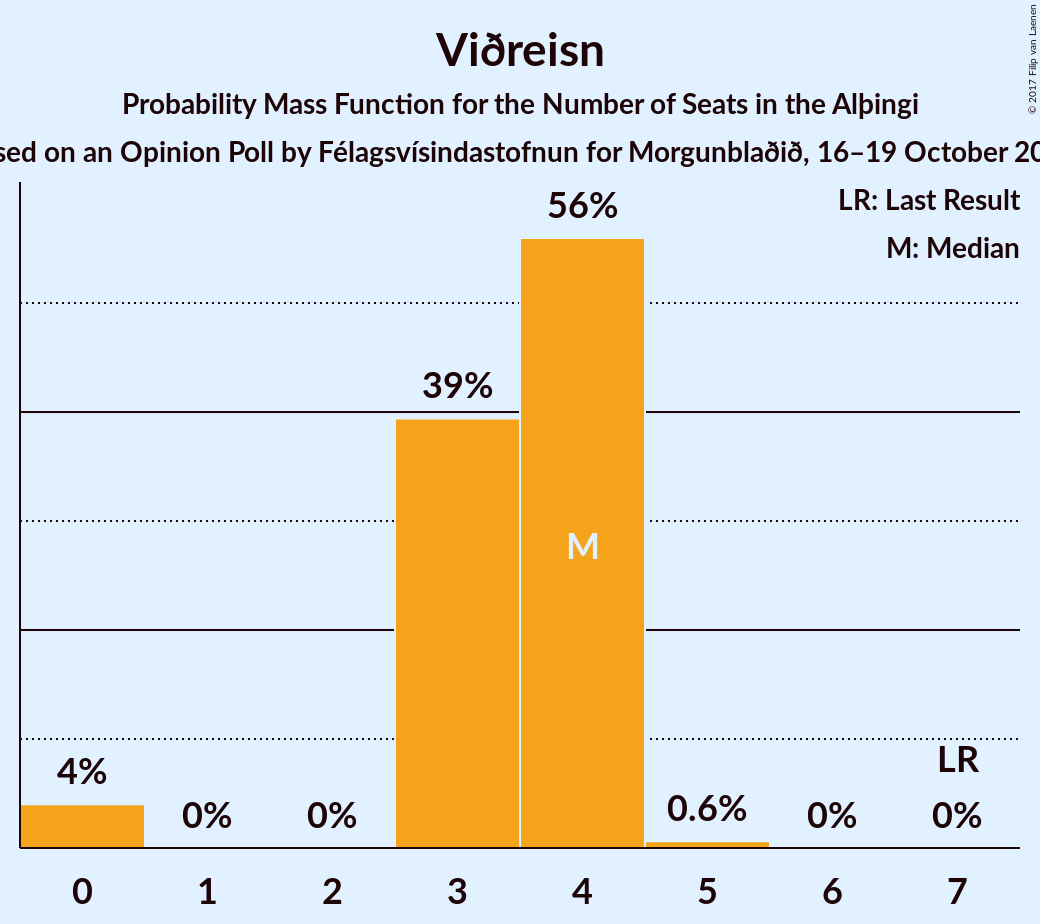 Viðreisn
Probability Mass Function for the Number of Seats in the Alþingi
sed on an Opinion Poll by Félagsvísindastofnun for Morgunblaðið, 16–19 October 20
© 2017 Filip van Laenen
LR: Last Result
M: Median
56%
39%
M
4%
0%
0%
0.6%
0%
LR
0%
0 1 2 3 4 5 6 7